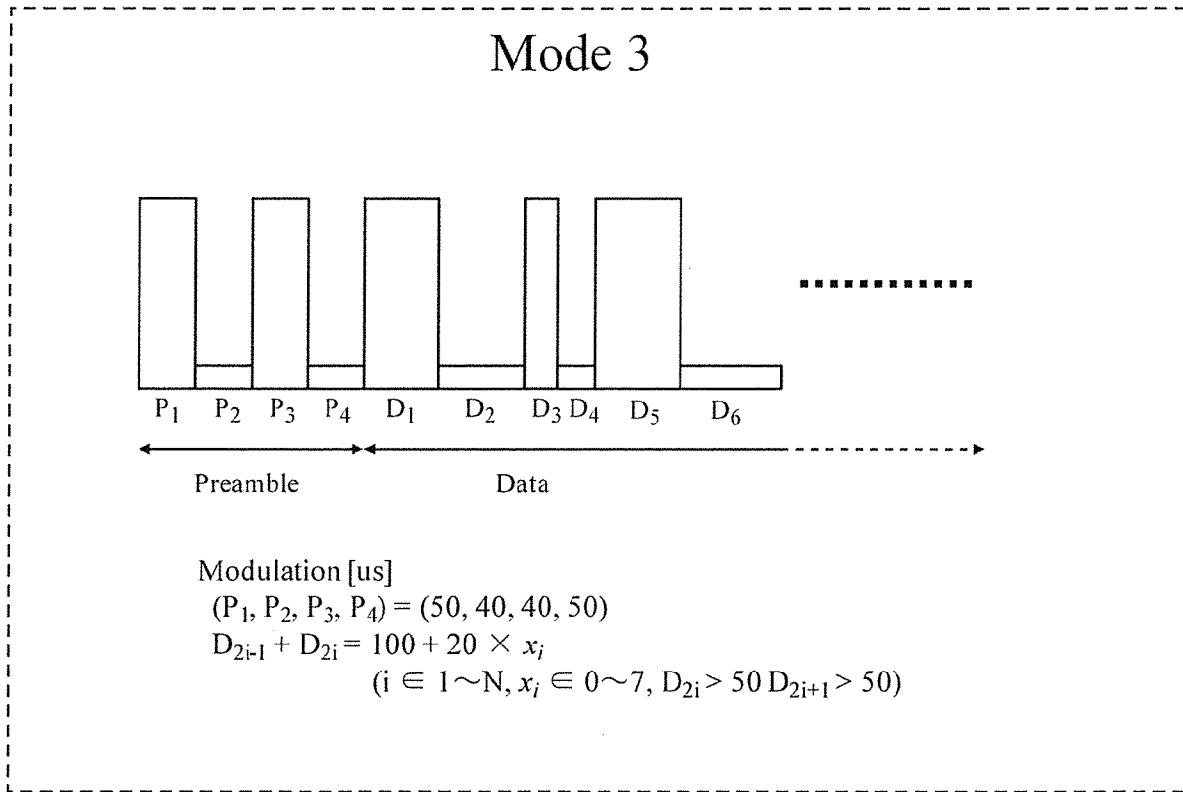 Mode 3
P₁ P₂ P₃ P₄ D₁ D₂ D₃ D₄ D₅ D₆
Preamble Data
Modulation [us]
(P₁, P₂, P₃, P₄) = (50, 40, 40, 50)
D₂ᵢ₋₁ + D₂ᵢ = 100 + 20 × xᵢ
(i ∈ 1～N, xᵢ ∈ 0～7, D₂ᵢ > 50 D₂ᵢ₊₁ > 50)